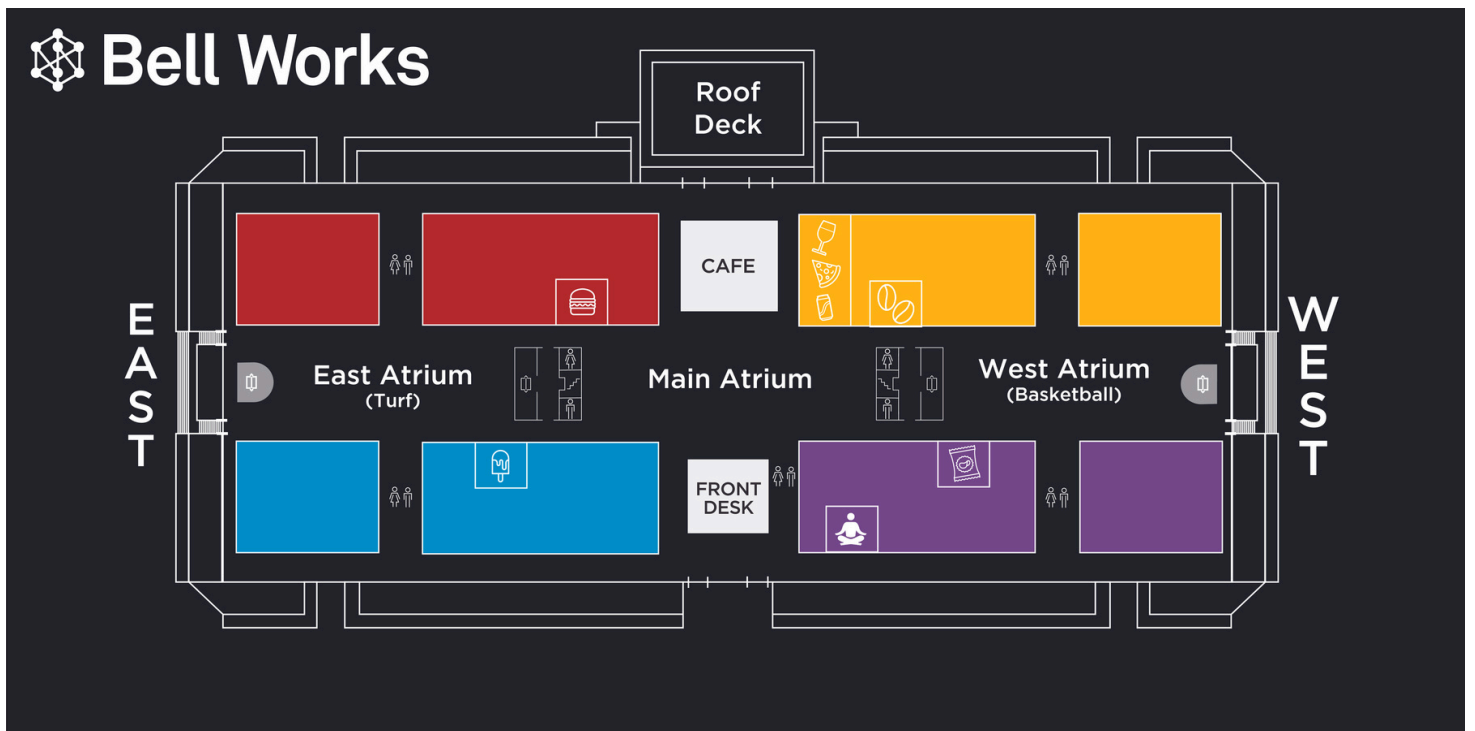 Bell Works
Roof
Deck
CAFE
EAST
East Atrium
(Turf)
Main Atrium
West Atrium
(Basketball)
WEST
FRONT
DESK